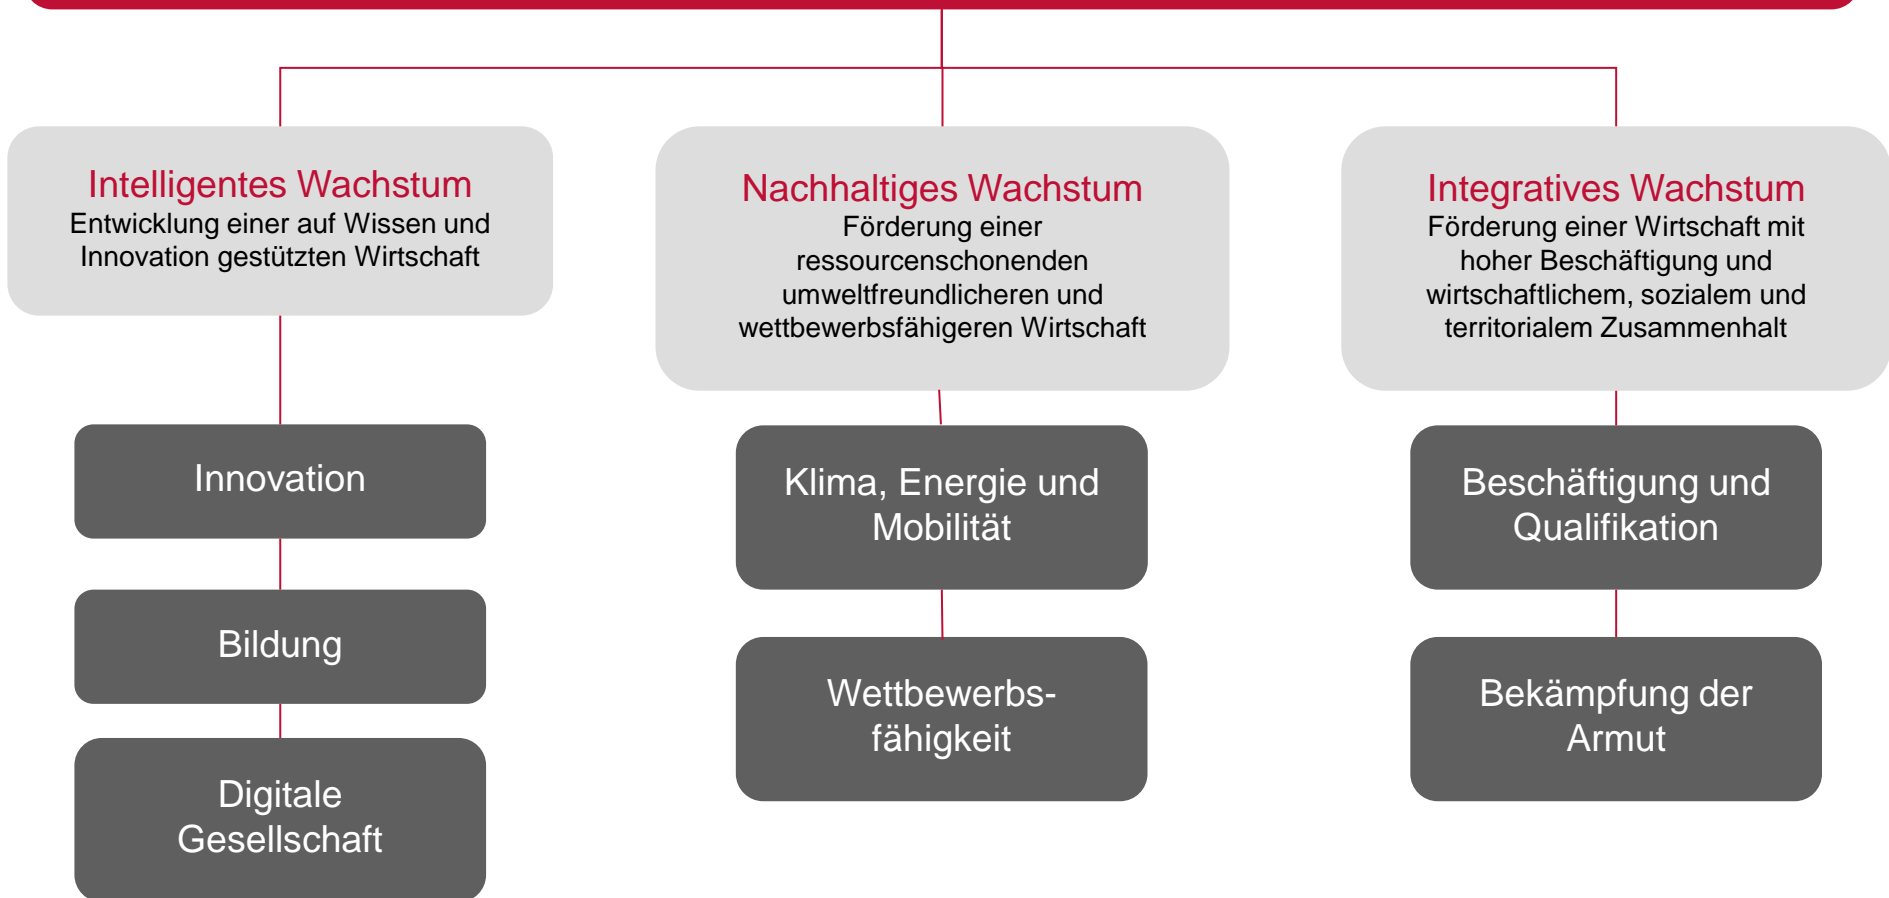 Intelligentes Wachstum
Entwicklung einer auf Wissen und
Innovation gestützten Wirtschaft
Innovation
Bildung
Digitale
Gesellschaft
Nachhaltiges Wachstum
Förderung einer
ressourcenschonenden
umweltfreundlicheren und
wettbewerbsfähigeren Wirtschaft
Klima, Energie und
Mobilität
Wettbewerbs-
fähigkeit
Integratives Wachstum
Förderung einer Wirtschaft mit
hoher Beschäftigung und
wirtschaftlichem, sozialem und
territorialem Zusammenhalt
Beschäftigung und
Qualifikation
Bekämpfung der
Armut